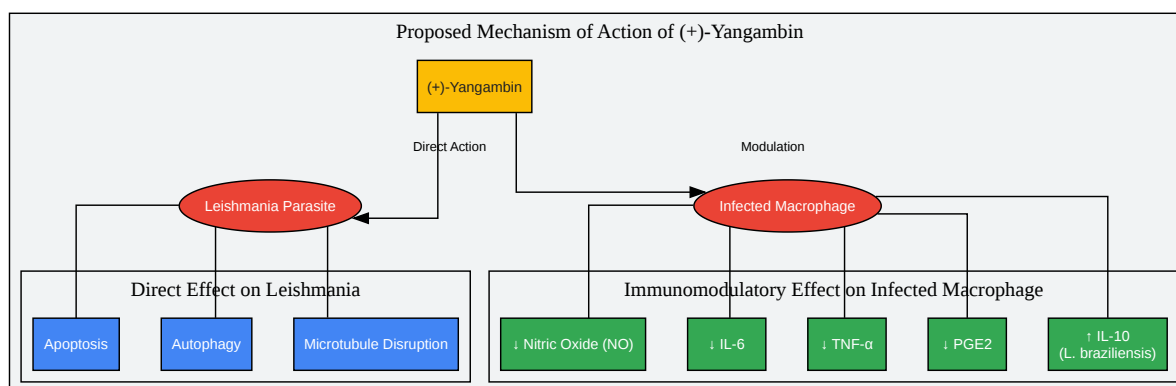 Proposed Mechanism of Action of (+)-Yangambin
(+)-Yangambin
Direct Action
Modulation
Leishmania Parasite
Infected Macrophage
Direct Effect on Leishmania
Immunomodulatory Effect on Infected Macrophage
Apoptosis
Autophagy
Microtubule Disruption
↓ Nitric Oxide (NO)
↓ IL-6
↓ TNF-α
↓ PGE2
↑ IL-10
(L. braziliensis)